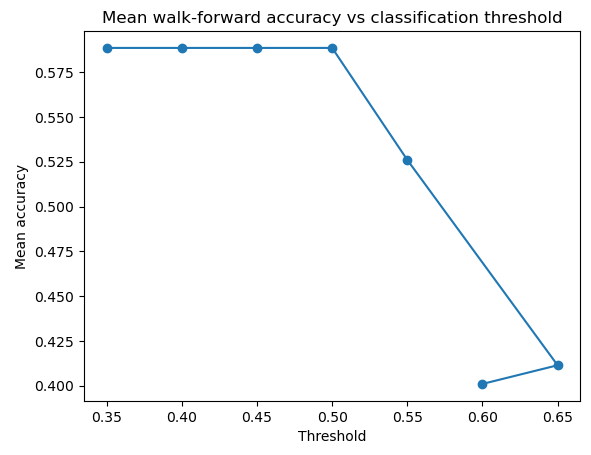 Mean walk-forward accuracy vs classification threshold
Mean accuracy
0.575
0.550
0.525
0.500
0.475
0.450
0.425
0.400
0.35 0.40 0.45 0.50 0.55 0.60 0.65
Threshold